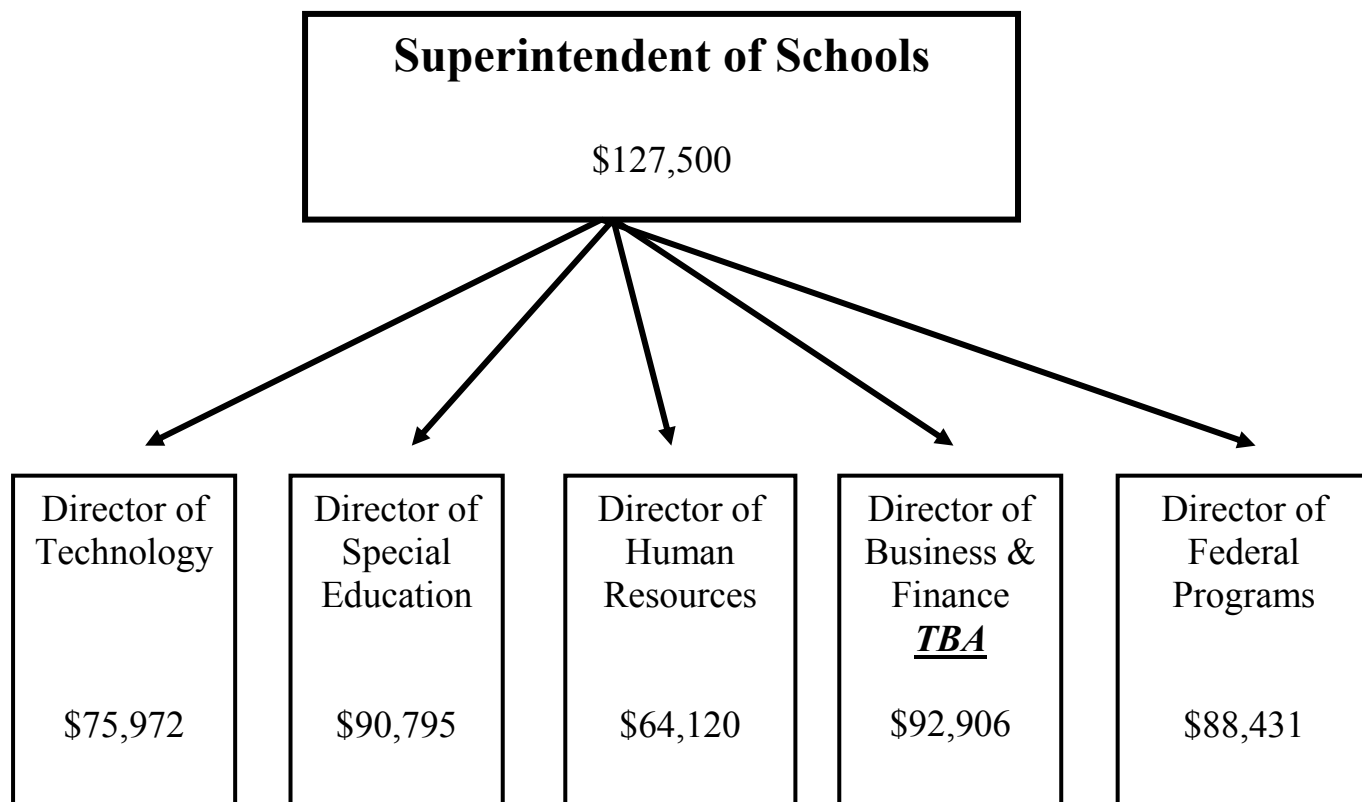 Superintendent of Schools
$127,500
Director of
Technology
$75,972
Director of
Special
Education
$90,795
Director of
Human
Resources
$64,120
Director of
Business &
Finance
TBA
$92,906
Director of
Federal
Programs
$88,431